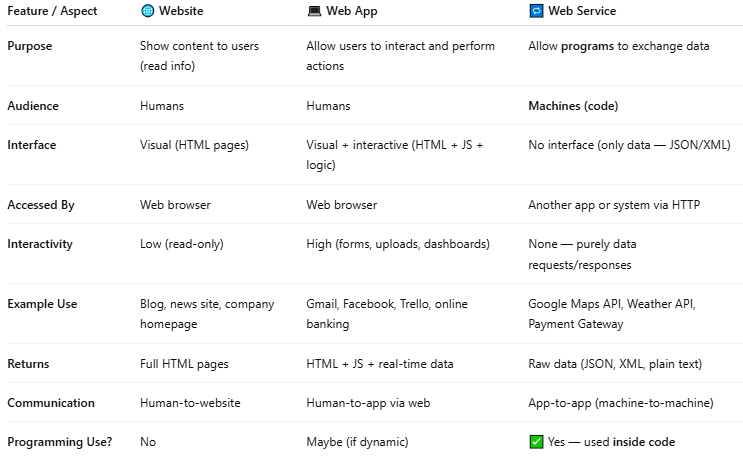 Feature / Aspect 🌐 Website 💻 Web App 🔁 Web Service
Purpose Show content to users Allow users to interact and perform Allow programs to exchange data
(read info) actions
Audience Humans Humans Machines (code)
Interface Visual (HTML pages) Visual + interactive (HTML + JS + No interface (only data — JSON/XML)
logic)
Accessed By Web browser Web browser Another app or system via HTTP
Interactivity Low (read-only) High (forms, uploads, dashboards) None — purely data
requests/responses
Example Use Blog, news site, company Gmail, Facebook, Trello, online Google Maps API, Weather API,
homepage banking Payment Gateway
Returns Full HTML pages HTML + JS + real-time data Raw data (JSON, XML, plain text)
Communication Human-to-website Human-to-app via web App-to-app (machine-to-machine)
Programming Use? No Maybe (if dynamic) ✅ Yes — used inside code